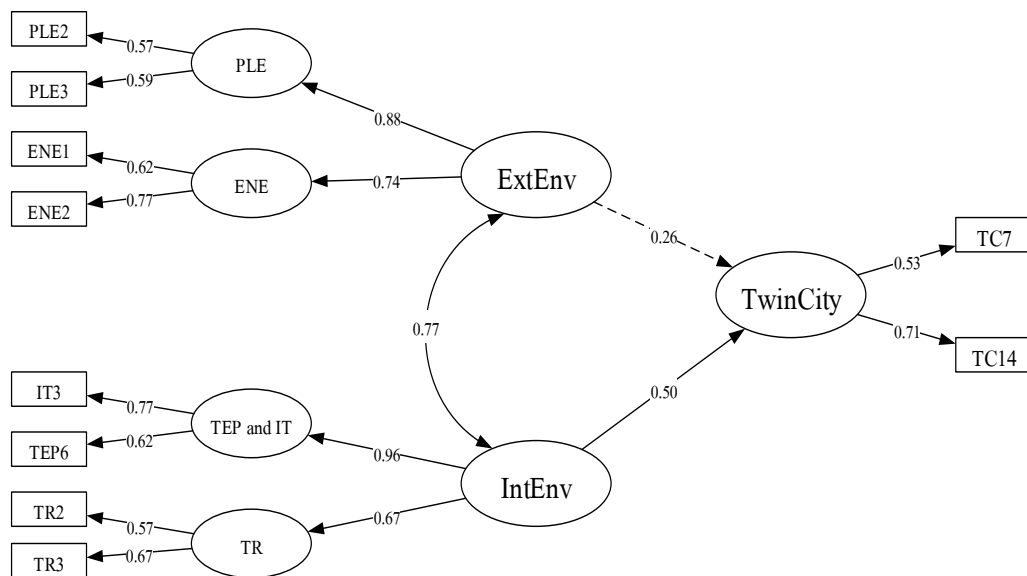 PLE2
0.57
PLE
PLE3
0.59
0.88
ENE1
0.62
ENE
0.74
ExtEnv
ENE2
0.77
0.26
TC7
0.53
TwinCity
0.77
0.71
TC14
IT3
0.77
TEP and IT
0.50
TEP6
0.62
0.96
IntEnv
TR2
0.57
0.67
TR
TR3
0.67